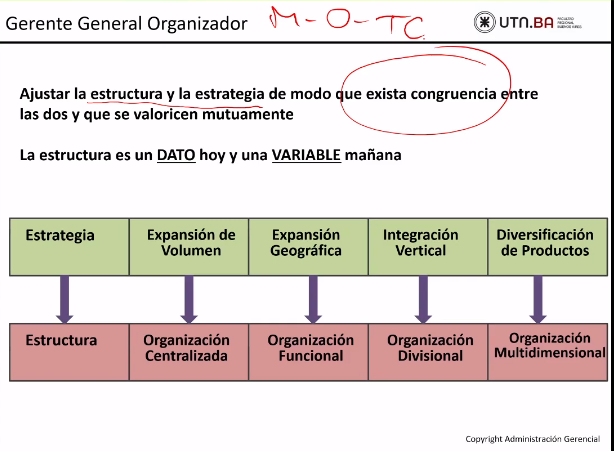 Gerente General Organizador
M-O-TC
UTN.BA
FACULTAD
REGIONAL
BUENOS AIRES
Ajustar la estructura y la estrategia de modo que exista congruencia entre
las dos y que se valoricen mutuamente
La estructura es un DATO hoy y una VARIABLE mañana
Estrategia
Expansión de
Volumen
Expansión
Geográfica
Integración
Vertical
Diversificación
de Productos
Estructura
Organización
Centralizada
Organización
Funcional
Organización
Divisional
Organización
Multidimensional
Copyright Administración Gerencial